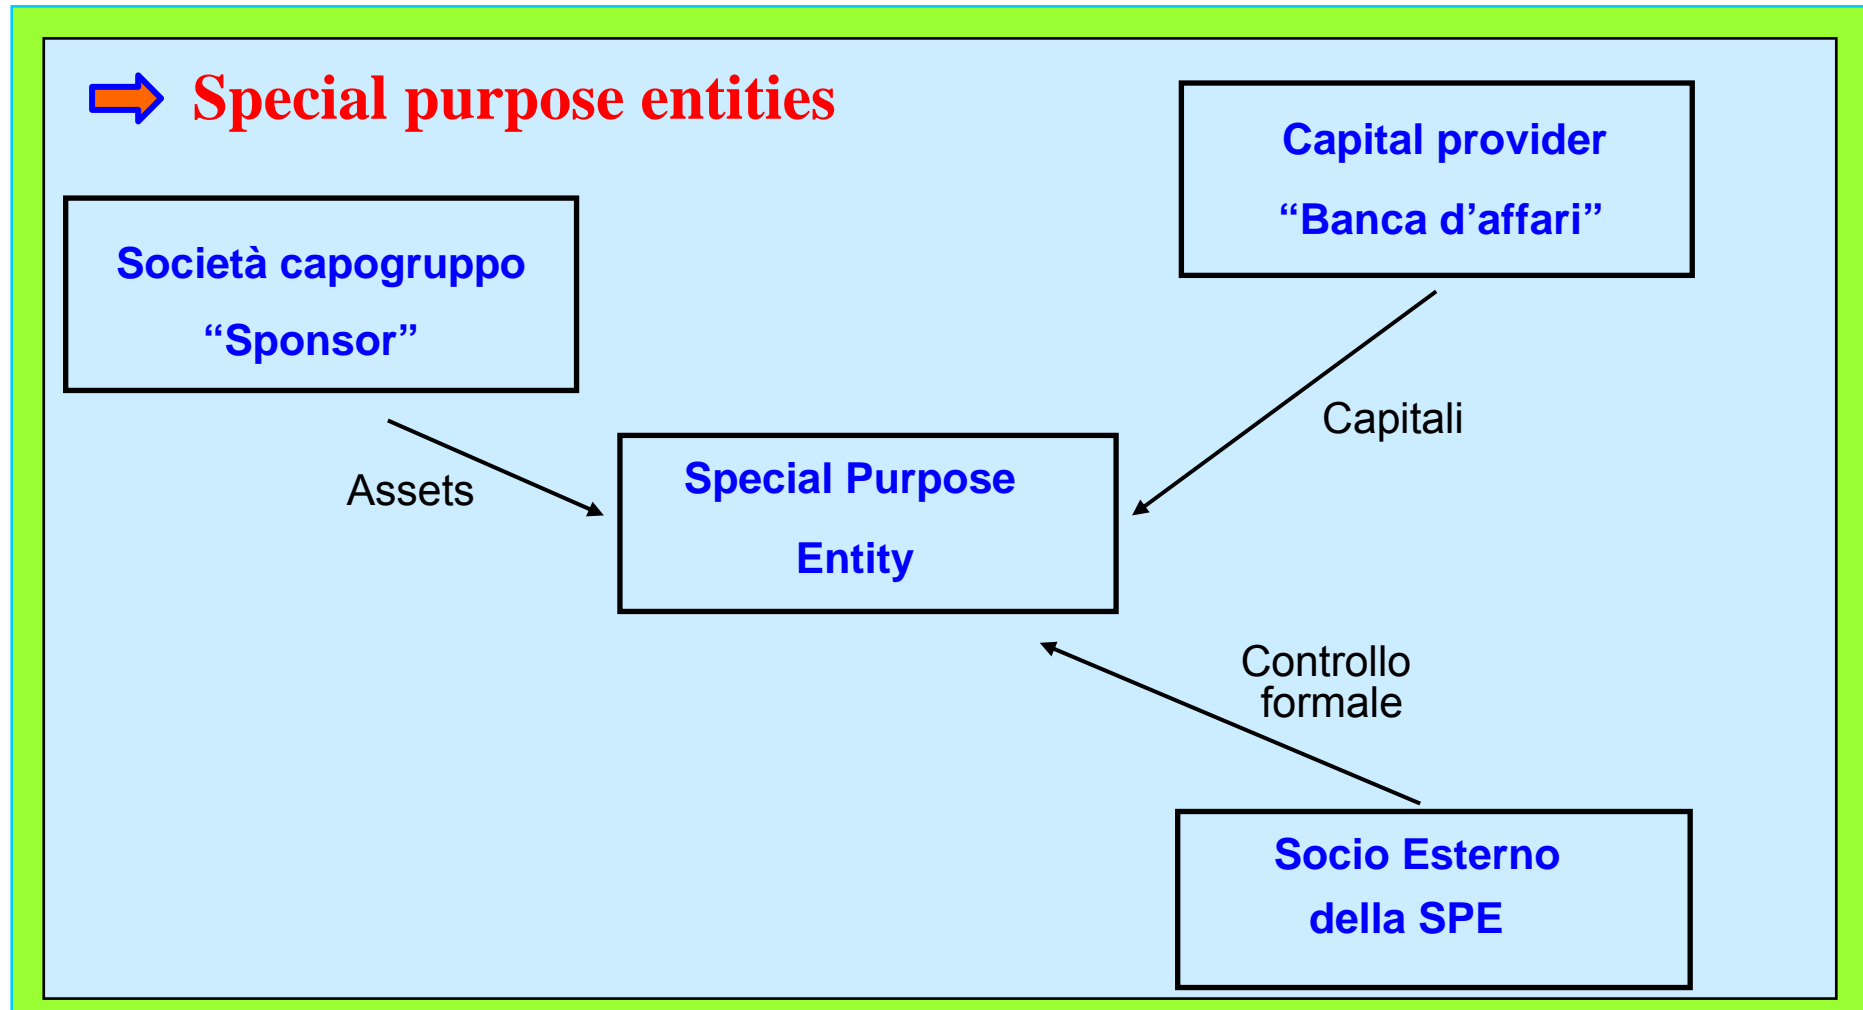 Special purpose entities
Capital provider
“Banca d’affari”
Società capogruppo
“Sponsor”
Capitali
Assets
Special Purpose
Entity
Controllo
formale
Socio Esterno
della SPE